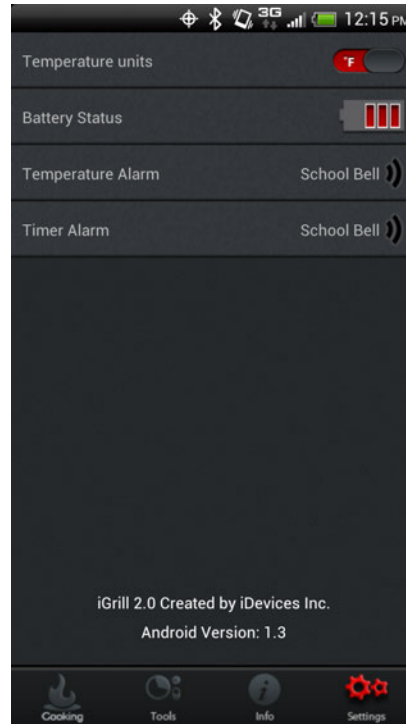 3G 12:15 PM
Temperature units °F
Battery Status
Temperature Alarm School Bell
Timer Alarm School Bell
iGrill 2.0 Created by iDevices Inc.
Android Version: 1.3
Cooking Tools Info Settings